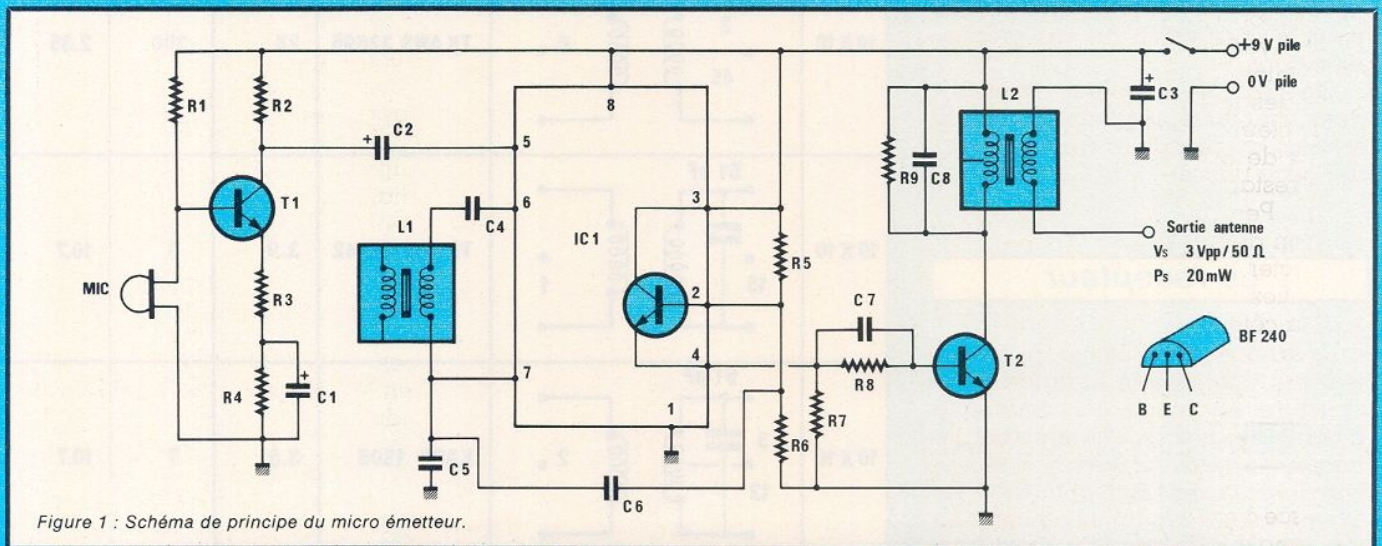 R1
R2
C2
+
5
8
T1
L1
C4
6
IC1
3
2
4
7
1
MIC
R3
R4
+
C1
C5
C6
R5
R6
R7
C7
R8
T2
R9
C8
L2
+
C3
+9 V pile
0 V pile
Sortie antenne
Vs 3 Vpp / 50 Ω
Ps 20 mW
BF 240
B E C
Figure 1 : Schéma de principe du micro émetteur.